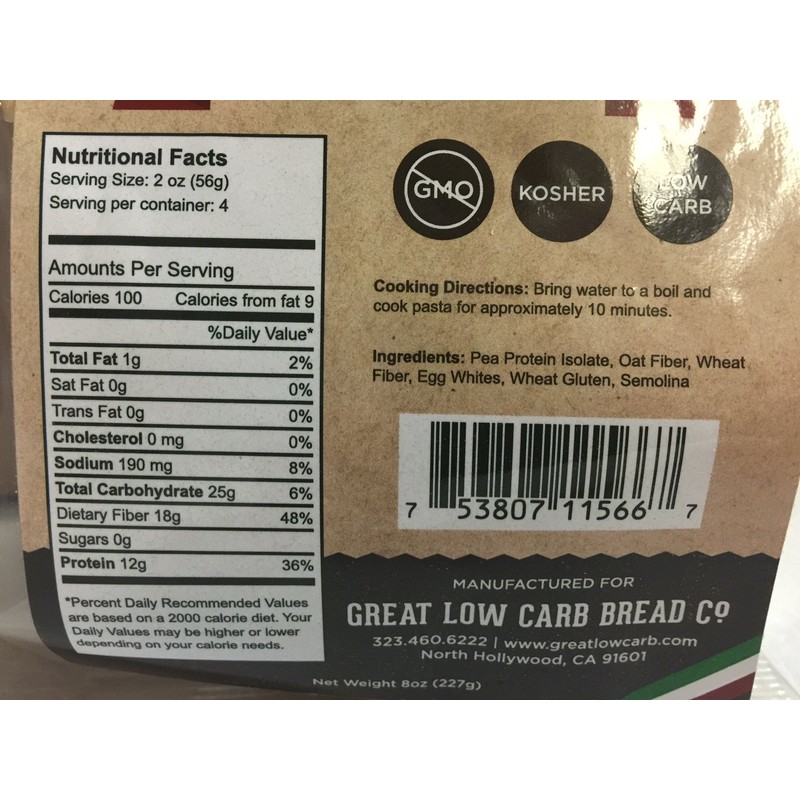 Nutritional Facts
Serving Size: 2 oz (56g)
Serving per container: 4
Amounts Per Serving
Calories 100 Calories from fat 9
%Daily Value*
Total Fat 1g 2%
Sat Fat 0g 0%
Trans Fat 0g 0%
Cholesterol 0 mg 0%
Sodium 190 mg 8%
Total Carbohydrate 25g 6%
Dietary Fiber 18g 48%
Sugars 0g
Protein 12g 36%
*Percent Daily Recommended Values
are based on a 2000 calorie diet. Your
Daily Values may be higher or lower
depending on your calorie needs.
GMO
KOSHER
LOW
CARB
Cooking Directions: Bring water to a boil and
cook pasta for approximately 10 minutes.
Ingredients: Pea Protein Isolate, Oat Fiber, Wheat
Fiber, Egg Whites, Wheat Gluten, Semolina
7 53807 11566 7
MANUFACTURED FOR
GREAT LOW CARB BREAD Cº
323.460.6222 | www.greatlowcarb.com
North Hollywood, CA 91601
Net Weight 8oz (227g)